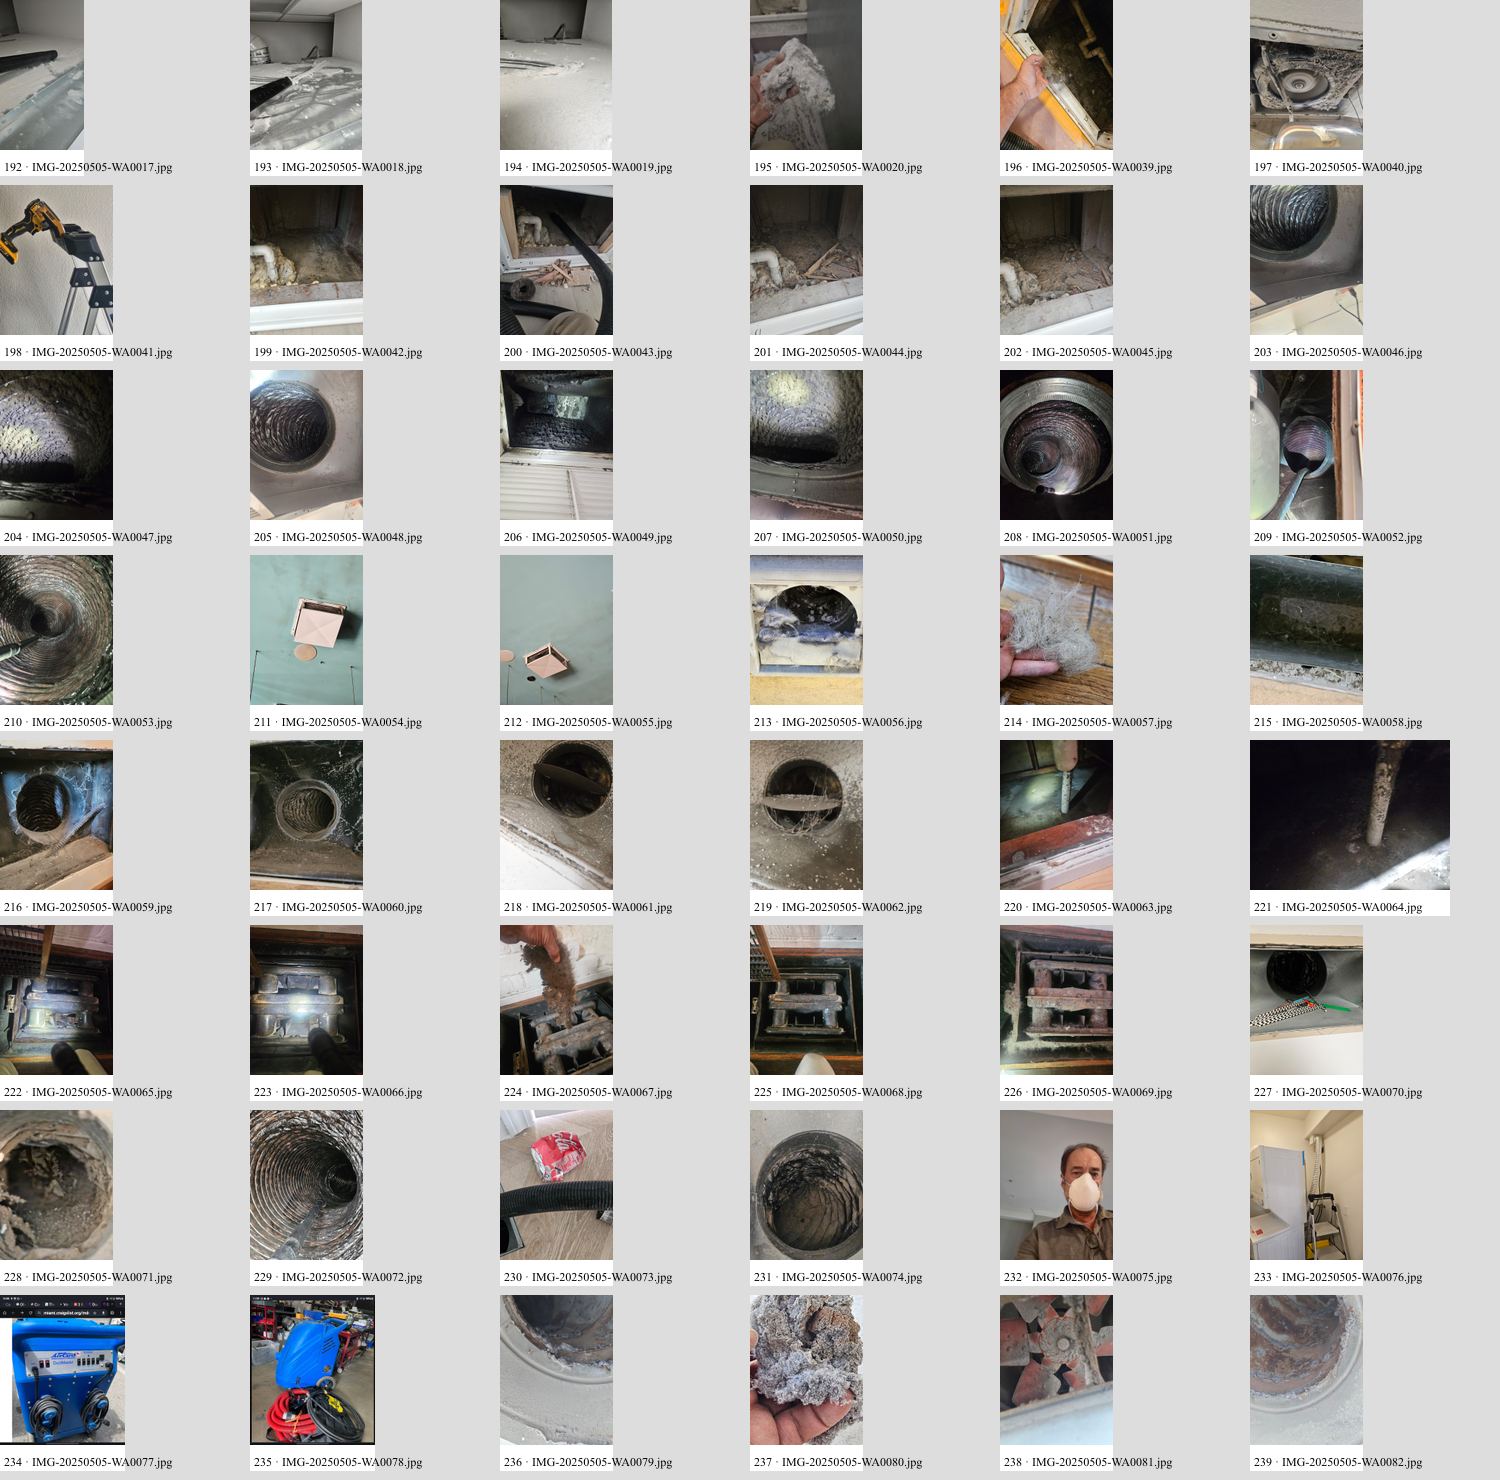 192 · IMG-20250505-WA0017.jpg
193 · IMG-20250505-WA0018.jpg
194 · IMG-20250505-WA0019.jpg
195 · IMG-20250505-WA0020.jpg
196 · IMG-20250505-WA0039.jpg
197 · IMG-20250505-WA0040.jpg
198 · IMG-20250505-WA0041.jpg
199 · IMG-20250505-WA0042.jpg
200 · IMG-20250505-WA0043.jpg
201 · IMG-20250505-WA0044.jpg
202 · IMG-20250505-WA0045.jpg
203 · IMG-20250505-WA0046.jpg
204 · IMG-20250505-WA0047.jpg
205 · IMG-20250505-WA0048.jpg
206 · IMG-20250505-WA0049.jpg
207 · IMG-20250505-WA0050.jpg
208 · IMG-20250505-WA0051.jpg
209 · IMG-20250505-WA0052.jpg
210 · IMG-20250505-WA0053.jpg
211 · IMG-20250505-WA0054.jpg
212 · IMG-20250505-WA0055.jpg
213 · IMG-20250505-WA0056.jpg
214 · IMG-20250505-WA0057.jpg
215 · IMG-20250505-WA0058.jpg
216 · IMG-20250505-WA0059.jpg
217 · IMG-20250505-WA0060.jpg
218 · IMG-20250505-WA0061.jpg
219 · IMG-20250505-WA0062.jpg
220 · IMG-20250505-WA0063.jpg
221 · IMG-20250505-WA0064.jpg
222 · IMG-20250505-WA0065.jpg
223 · IMG-20250505-WA0066.jpg
224 · IMG-20250505-WA0067.jpg
225 · IMG-20250505-WA0068.jpg
226 · IMG-20250505-WA0069.jpg
227 · IMG-20250505-WA0070.jpg
228 · IMG-20250505-WA0071.jpg
229 · IMG-20250505-WA0072.jpg
230 · IMG-20250505-WA0073.jpg
231 · IMG-20250505-WA0074.jpg
232 · IMG-20250505-WA0075.jpg
233 · IMG-20250505-WA0076.jpg
234 · IMG-20250505-WA0077.jpg
235 · IMG-20250505-WA0078.jpg
236 · IMG-20250505-WA0079.jpg
237 · IMG-20250505-WA0080.jpg
238 · IMG-20250505-WA0081.jpg
239 · IMG-20250505-WA0082.jpg